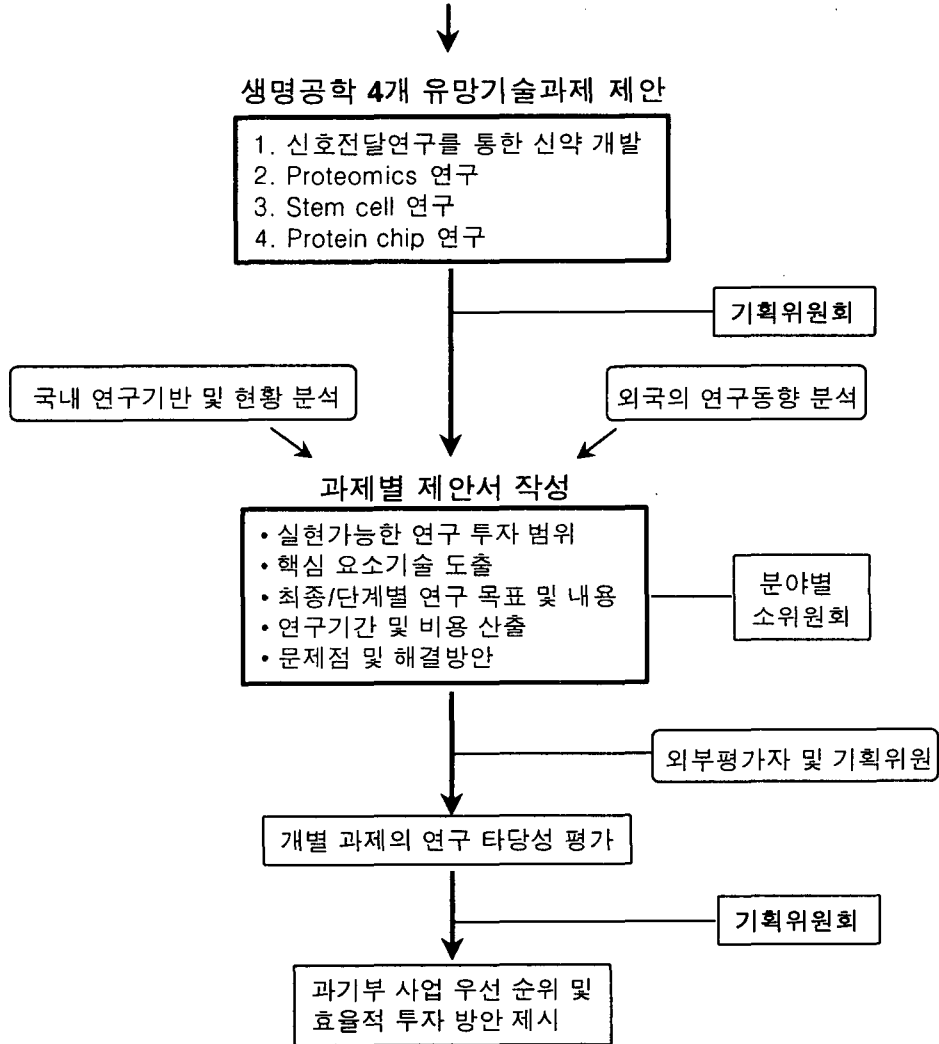 생명공학 4개 유망기술과제 제안
1. 신호전달연구를 통한 신약 개발
2. Proteomics 연구
3. Stem cell 연구
4. Protein chip 연구
기획위원회
국내 연구기반 및 현황 분석
외국의 연구동향 분석
과제별 제안서 작성
• 실현가능한 연구 투자 범위
• 핵심 요소기술 도출
• 최종/단계별 연구 목표 및 내용
• 연구기간 및 비용 산출
• 문제점 및 해결방안
분야별
소위원회
외부평가자 및 기획위원
개별 과제의 연구 타당성 평가
기획위원회
과기부 사업 우선 순위 및
효율적 투자 방안 제시